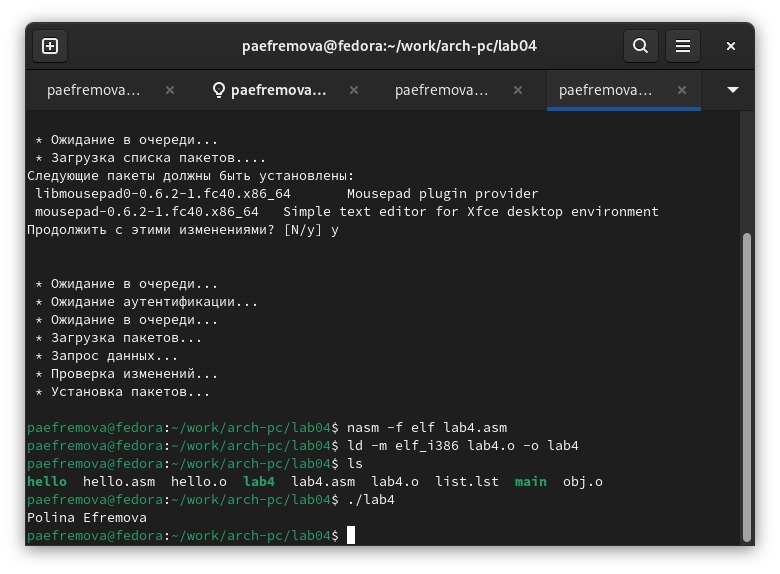 paefremova@fedora:~/work/arch-pc/lab04
paefremova... paefremova... paefremova... paefremova...
* Ожидание в очереди...
* Загрузка списка пакетов....
Следующие пакеты должны быть установлены:
libmousepad0-0.6.2-1.fc40.x86_64 Mousepad plugin provider
mousepad-0.6.2-1.fc40.x86_64 Simple text editor for Xfce desktop environment
Продолжить с этими изменениями? [N/y] y
* Ожидание в очереди...
* Ожидание аутентификации...
* Ожидание в очереди...
* Загрузка пакетов...
* Запрос данных...
* Проверка изменений...
* Установка пакетов...
paefremova@fedora:~/work/arch-pc/lab04$ nasm -f elf lab4.asm
paefremova@fedora:~/work/arch-pc/lab04$ ld -m elf_i386 lab4.o -o lab4
paefremova@fedora:~/work/arch-pc/lab04$ ls
hello hello.asm hello.o lab4 lab4.asm lab4.o list.lst main obj.o
paefremova@fedora:~/work/arch-pc/lab04$ ./lab4
Polina Efremova
paefremova@fedora:~/work/arch-pc/lab04$